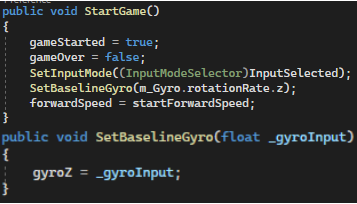 public void StartGame()
{
gameStarted = true;
gameOver = false;
SetInputMode((InputModeSelector)InputSelected);
SetBaselineGyro(m_Gyro.rotationRate.z);
forwardSpeed = startForwardSpeed;
}
public void SetBaselineGyro(float _gyroInput)
{
gyroZ = _gyroInput;
}